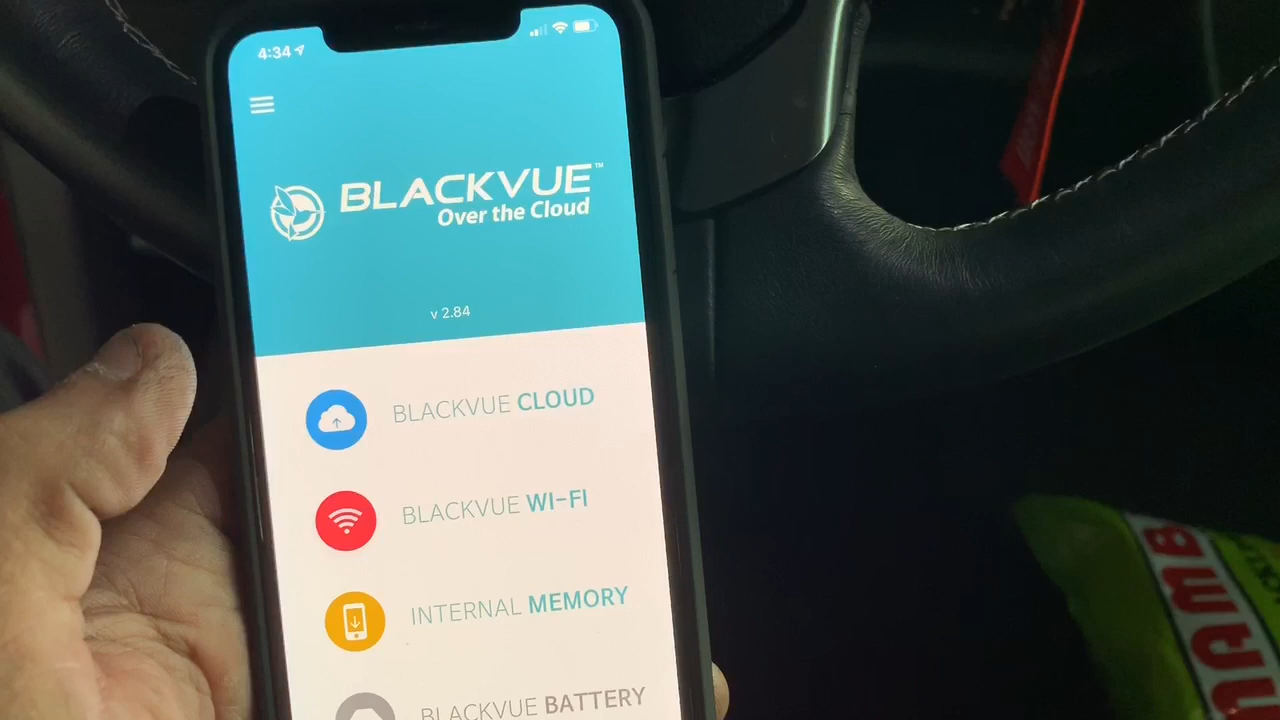 4:34
BLACKVUE™
Over the Cloud
v 2.84
BLACKVUE CLOUD
BLACKVUE WI-FI
INTERNAL MEMORY
BLACKVUE BATTERY